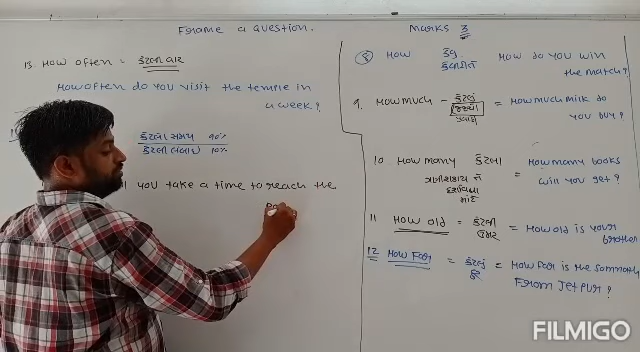 Frame a question.
Marks 3
13. How often = કેટલી વાર
How often do you visit the temple in
a week?
કેટલો સમય 90%
10%
you take a time to reach the
8 How કેવું How do you win
the match?
9. How much - કેટલું = How much milk do
જથ્થો you buy?
10 How many કેટલા = How many books
will you get?
11 How old = કેટલી = How old is your
ઉંમર brother
12 How Far = કેટલું = How far is the somnath
દૂર From Jetpur?
FILMIGO